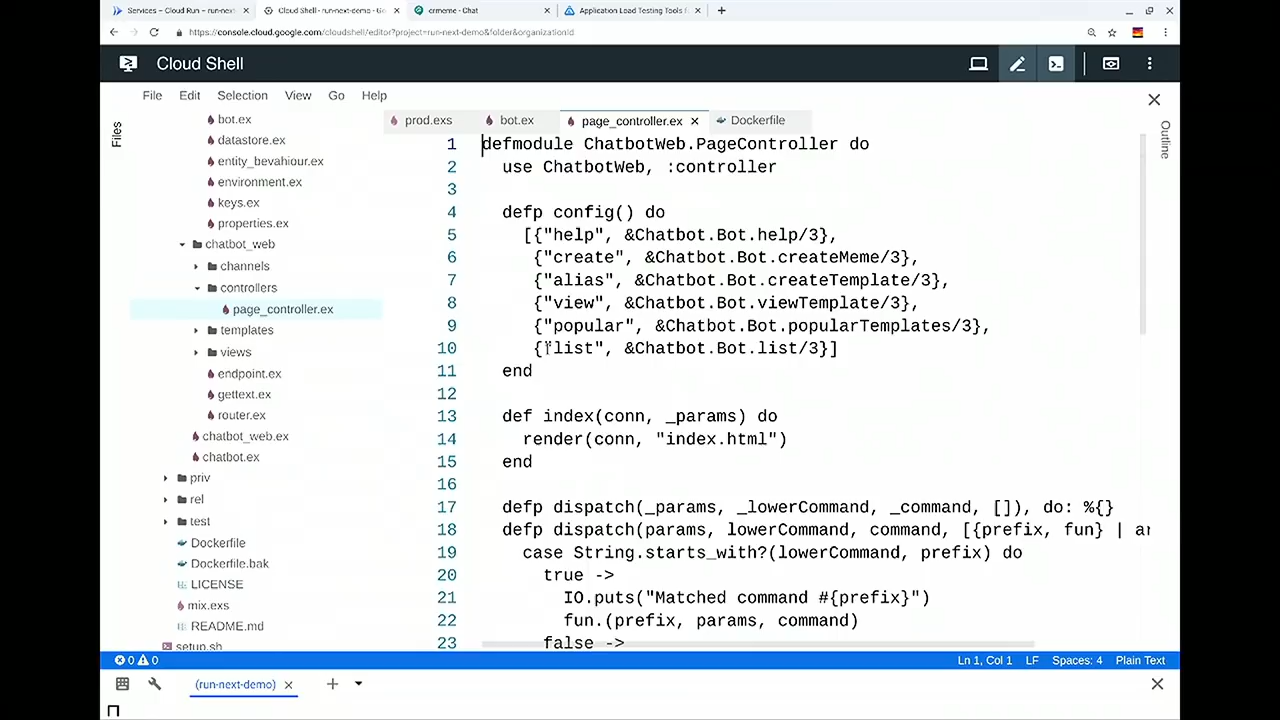 Services – Cloud Run – run-next
Cloud Shell - run-next-demo - Go
crmeme - Chat
Application Load Testing Tools f
https://console.cloud.google.com/cloudshell/editor?project=run-next-demo&folder&organizationId
Cloud Shell
File Edit Selection View Go Help
Files
bot.ex
datastore.ex
entity_bevahiour.ex
environment.ex
keys.ex
properties.ex
chatbot_web
channels
controllers
page_controller.ex
templates
views
endpoint.ex
gettext.ex
router.ex
chatbot_web.ex
chatbot.ex
priv
rel
test
Dockerfile
Dockerfile.bak
LICENSE
mix.exs
README.md
setup.sh
prod.exs bot.ex page_controller.ex Dockerfile
Outline
1 defmodule ChatbotWeb.PageController do
2 use ChatbotWeb, :controller
3
4 defp config() do
5 [{"help", &Chatbot.Bot.help/3},
6 {"create", &Chatbot.Bot.createMeme/3},
7 {"alias", &Chatbot.Bot.createTemplate/3},
8 {"view", &Chatbot.Bot.viewTemplate/3},
9 {"popular", &Chatbot.Bot.popularTemplates/3},
10 {"list", &Chatbot.Bot.list/3}]
11 end
12
13 def index(conn, _params) do
14 render(conn, "index.html")
15 end
16
17 defp dispatch(_params, _lowerCommand, _command, []), do: %{}
18 defp dispatch(params, lowerCommand, command, [{prefix, fun} | ar
19 case String.starts_with?(lowerCommand, prefix) do
20 true ->
21 IO.puts("Matched command #{prefix}")
22 fun.(prefix, params, command)
23 false ->
0 0
Ln 1, Col 1 LF Spaces: 4 Plain Text
(run-next-demo)